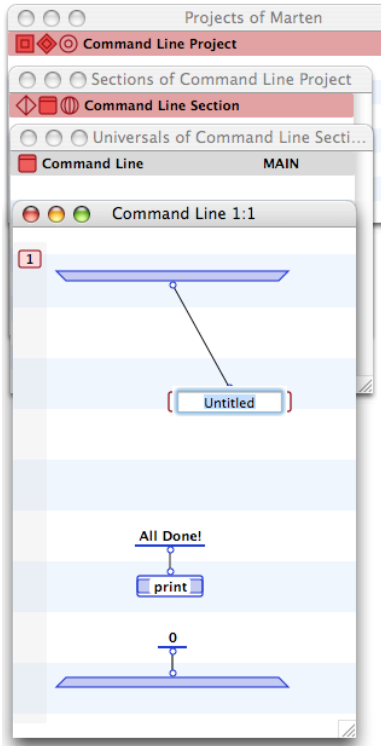 Projects of Marten
Command Line Project
Sections of Command Line Project
Command Line Section
Universals of Command Line Secti...
Command Line MAIN
Command Line 1:1
1
Untitled
All Done!
print
0